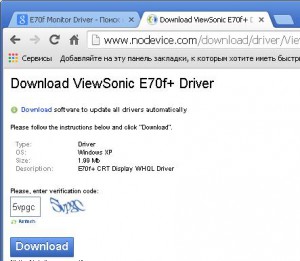 E70f Monitor Driver - Поиск
Download ViewSonic E70f+ D
www.nodevice.com/download/driver/Vie
Сервисы Добавляйте на эту панель закладки, к которым хотите иметь быстр
Download ViewSonic E70f+ Driver
Download software to update all drivers automatically
Please follow the instructions below and click "Download".
Type: Driver
OS: Windows XP
Size: 1.99 Mb
Description: E70f+ CRT Display WHQL Driver
Please, enter verification code:
5vpgc 5vpgc
Refresh
Download